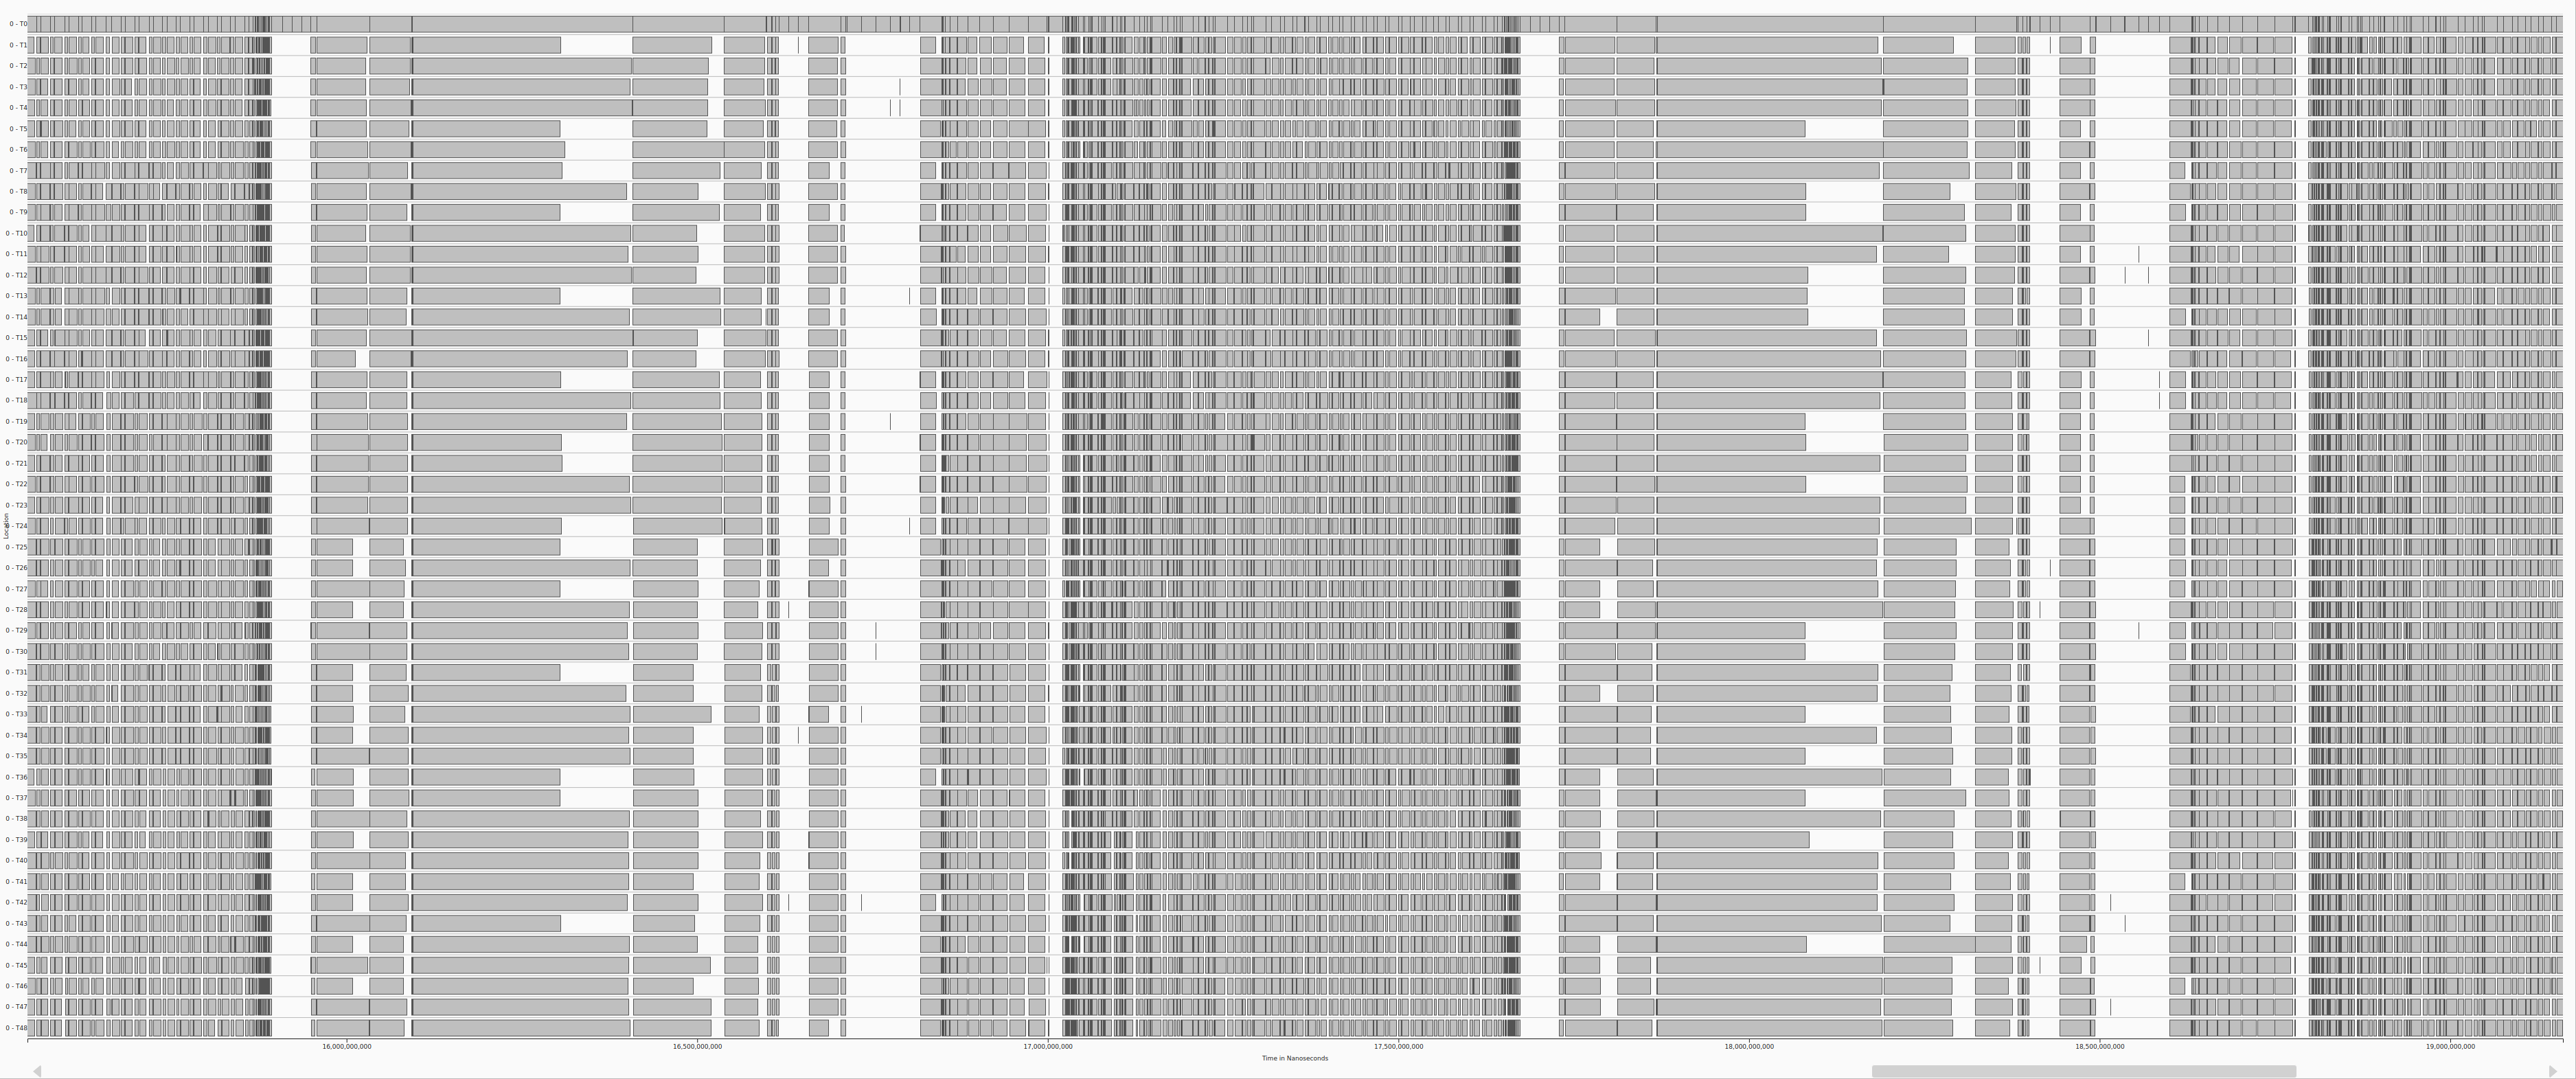 0 - T0
0 - T1
0 - T2
0 - T3
0 - T4
0 - T5
0 - T6
0 - T7
0 - T8
0 - T9
0 - T10
0 - T11
0 - T12
0 - T13
0 - T14
0 - T15
0 - T16
0 - T17
0 - T18
0 - T19
0 - T20
0 - T21
0 - T22
0 - T23
Location
0 - T24
0 - T25
0 - T26
0 - T27
0 - T28
0 - T29
0 - T30
0 - T31
0 - T32
0 - T33
0 - T34
0 - T35
0 - T36
0 - T37
0 - T38
0 - T39
0 - T40
0 - T41
0 - T42
0 - T43
0 - T44
0 - T45
0 - T46
0 - T47
0 - T48
16,000,000,000 16,500,000,000 17,000,000,000 17,500,000,000 18,000,000,000 18,500,000,000 19,000,000,000
Time in Nanoseconds